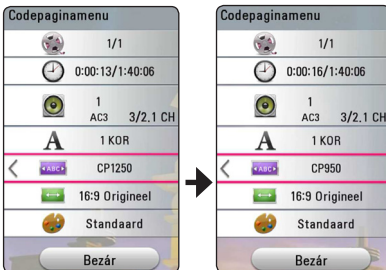 Codepaginamenu
1/1
0:00:13/1:40:06
1
AC3 3/2.1 CH
A 1 KOR
ABC CP1250
16:9 Origineel
Standaard
Bezár
Codepaginamenu
1/1
0:00:16/1:40:06
1
AC3 3/2.1 CH
A 1 KOR
ABC CP950
16:9 Origineel
Standaard
Bezár